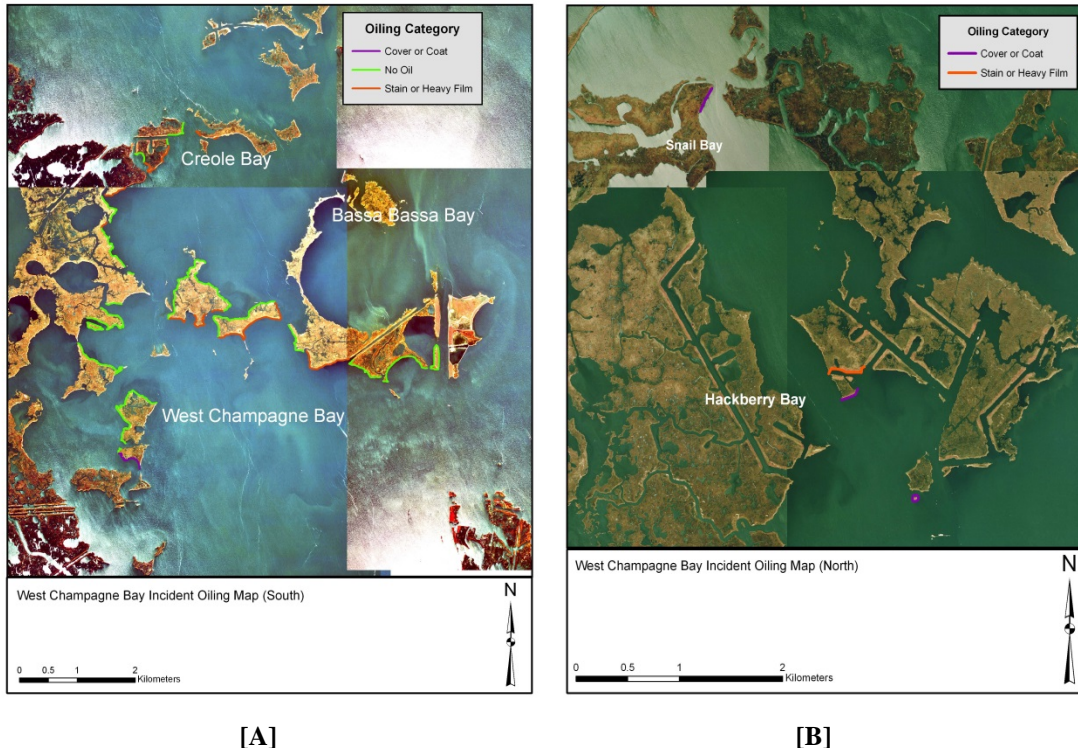 Oiling Category
Cover or Coat
No Oil
Stain or Heavy Film
Creole Bay
Bassa Bassa Bay
West Champagne Bay
West Champagne Bay Incident Oiling Map (South)
N
0 0.5 1 2
Kilometers
[A]
Oiling Category
Cover or Coat
Stain or Heavy Film
Snail Bay
Hackberry Bay
West Champagne Bay Incident Oiling Map (North)
N
0 0.5 1 2
Kilometers
[B]